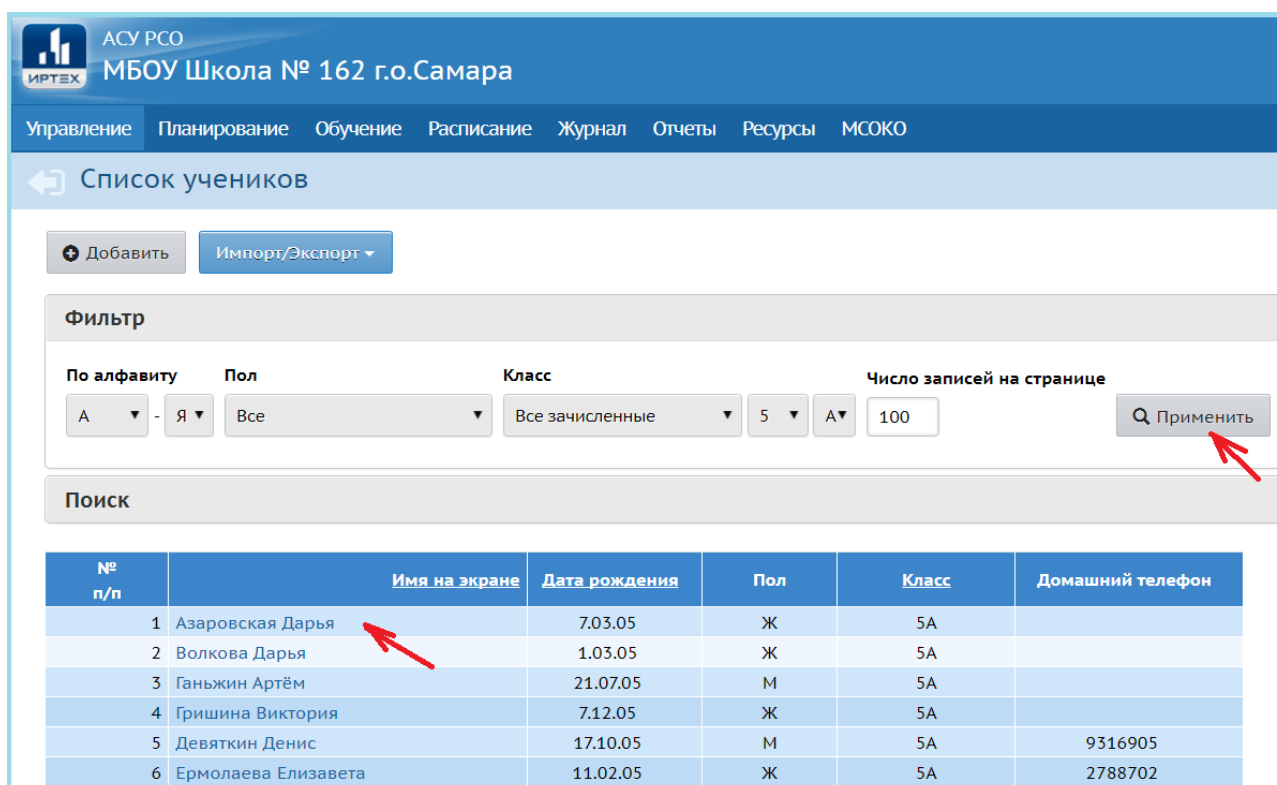 АСУ РСО
ИРТЕХ
МБОУ Школа № 162 г.о.Самара
Управление Планирование Обучение Расписание Журнал Отчеты Ресурсы МСОКО
Список учеников
Добавить Импорт/Экспорт
Фильтр
По алфавиту Пол Класс Число записей на странице
А - Я Все Все зачисленные 5 А 100 Применить
Поиск
№ п/п Имя на экране Дата рождения Пол Класс Домашний телефон
1 Азаровская Дарья 7.03.05 Ж 5А
2 Волкова Дарья 1.03.05 Ж 5А
3 Ганьжин Артём 21.07.05 М 5А
4 Гришина Виктория 7.12.05 Ж 5А
5 Девяткин Денис 17.10.05 М 5А 9316905
6 Ермолаева Елизавета 11.02.05 Ж 5А 2788702